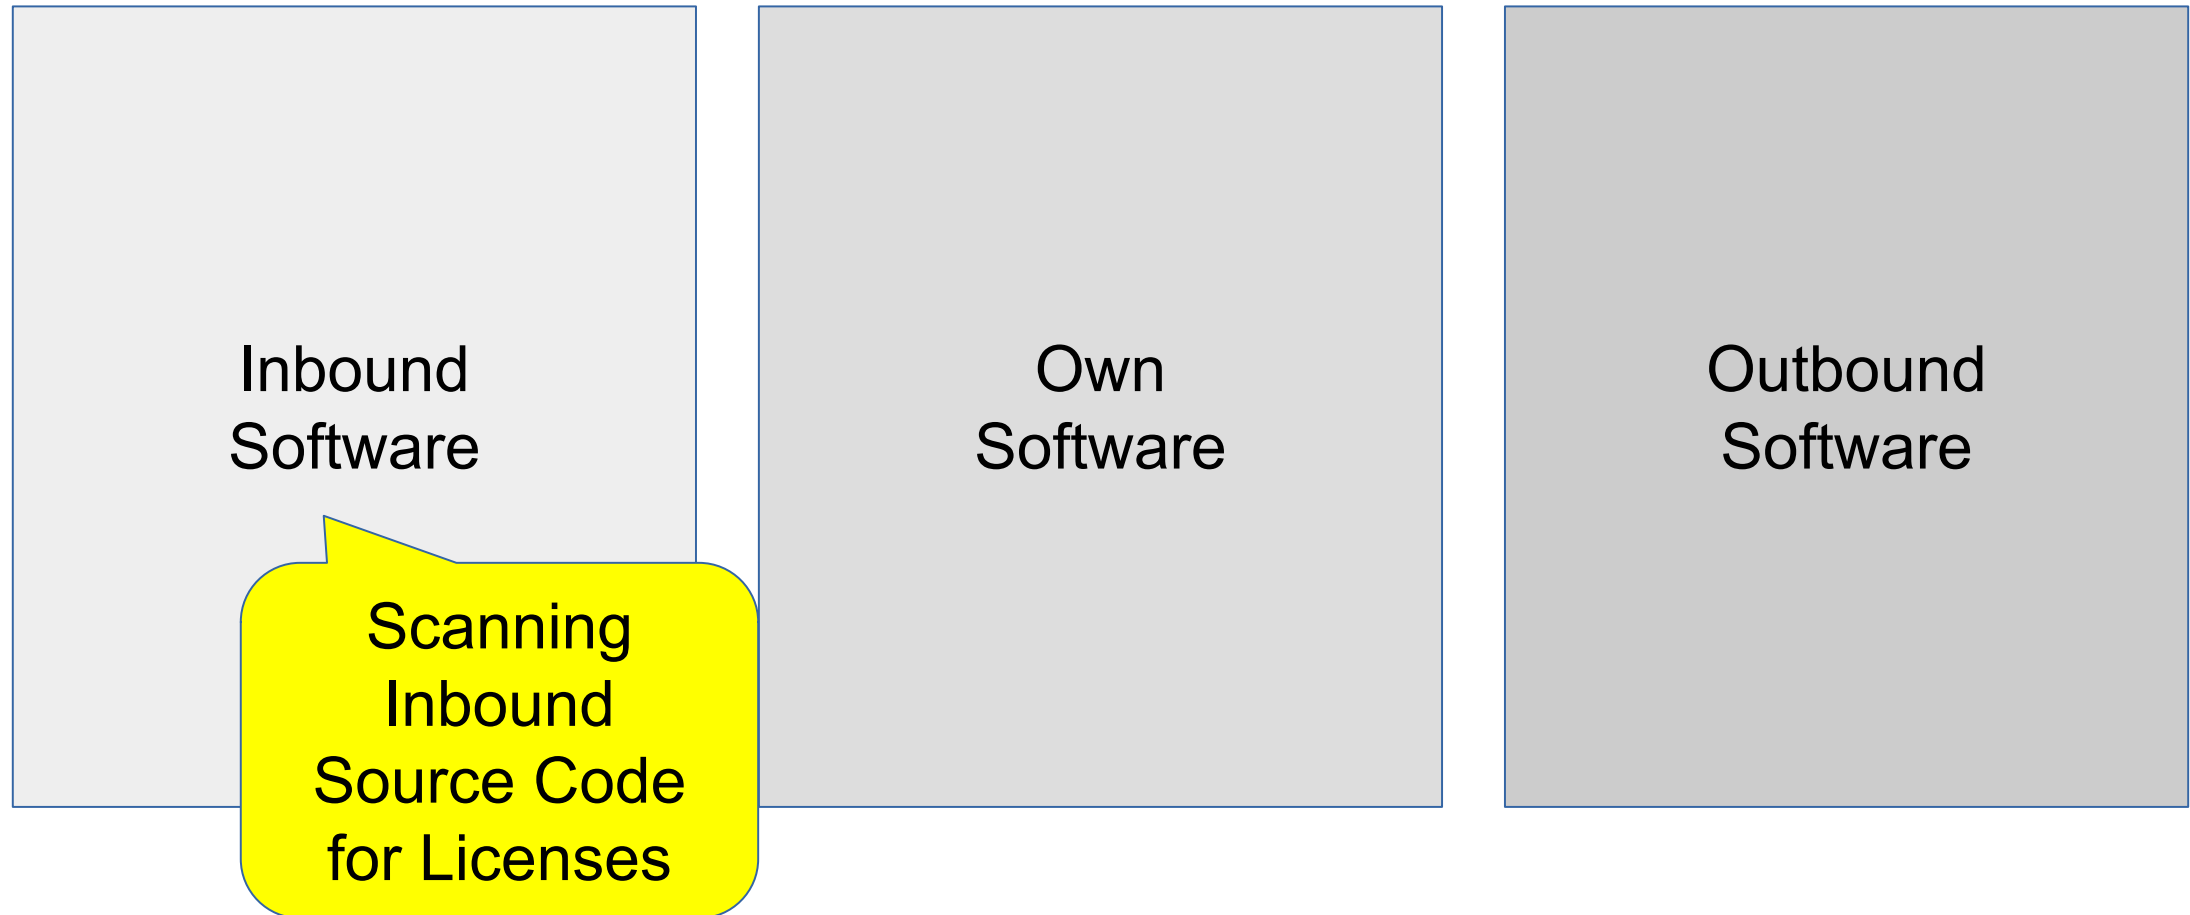 Inbound
Software
Own
Software
Outbound
Software
Scanning
Inbound
Source Code
for Licenses